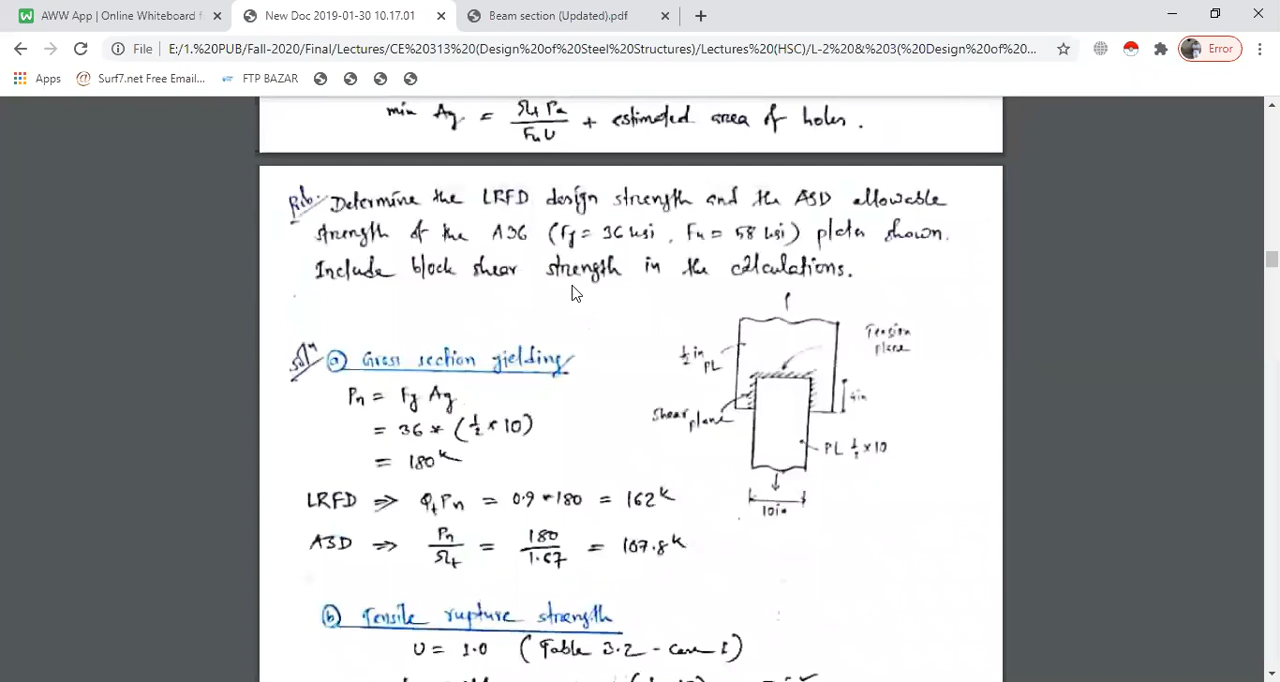 AWW App | Online Whiteboard f
New Doc 2019-01-30 10.17.01
Beam section (Updated).pdf
File | E:/1.%20PUB/Fall-2020/Final/Lectures/CE%20313%20(Design%20of%20Steel%20Structures)/Lectures%20(HSC)/L-2%20&%203(%20Design%20of%20...
Error
Apps Surf7.net Free Email... FTP BAZAR
min Ag = Ωt Pa / Fu U + estimated area of holes.
Prb. Determine the LRFD design strength and the ASD allowable
strength of the A36 (Fy = 36 ksi, Fu = 58 ksi) plates shown.
Include block shear strength in the calculations.
Soln (a) Gross section yielding
Pn = Fy Ag
= 36 * (1/2 × 10)
= 180k
LRFD ⇒ φt Pn = 0.9 * 180 = 162k
ASD ⇒ Pn / Ωt = 180 / 1.67 = 107.8k
1/2 in PL
Tension
plane
Shear
plane
4in
PL 1/2 × 10
10in
(b) Tensile rupture strength
U = 1.0 (Table 3.2 - case 1)